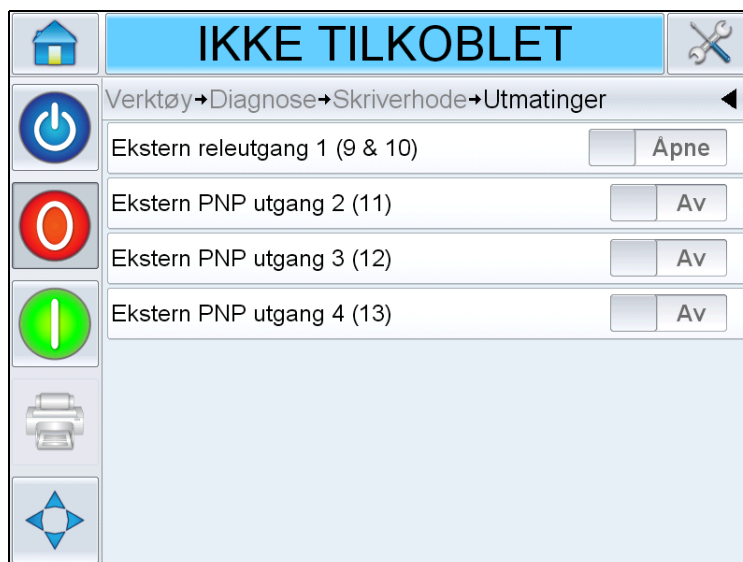 IKKE TILKOBLET
Verktøy→Diagnose→Skriverhode→Utmatinger
Ekstern releutgang 1 (9 & 10) Åpne
Ekstern PNP utgang 2 (11) Av
Ekstern PNP utgang 3 (12) Av
Ekstern PNP utgang 4 (13) Av